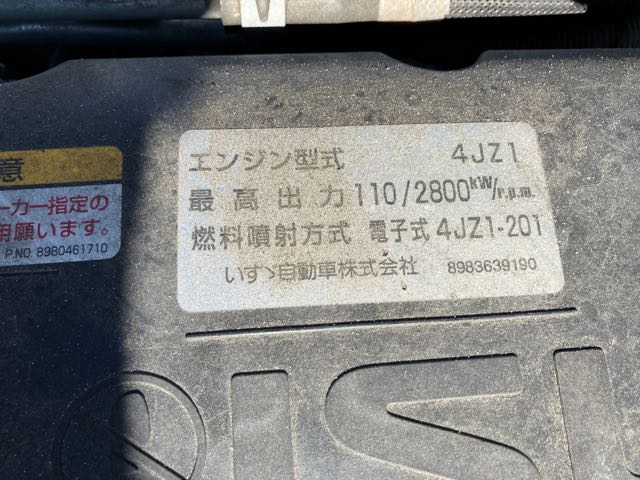 意
ーカー指定の
用願います。
P.NO. 8980461710
エンジン型式 4JZ1
最高出力 110/2800kW/r.p.m.
燃料噴射方式 電子式 4JZ1-201
いすゞ自動車株式会社 8983639190
ISU